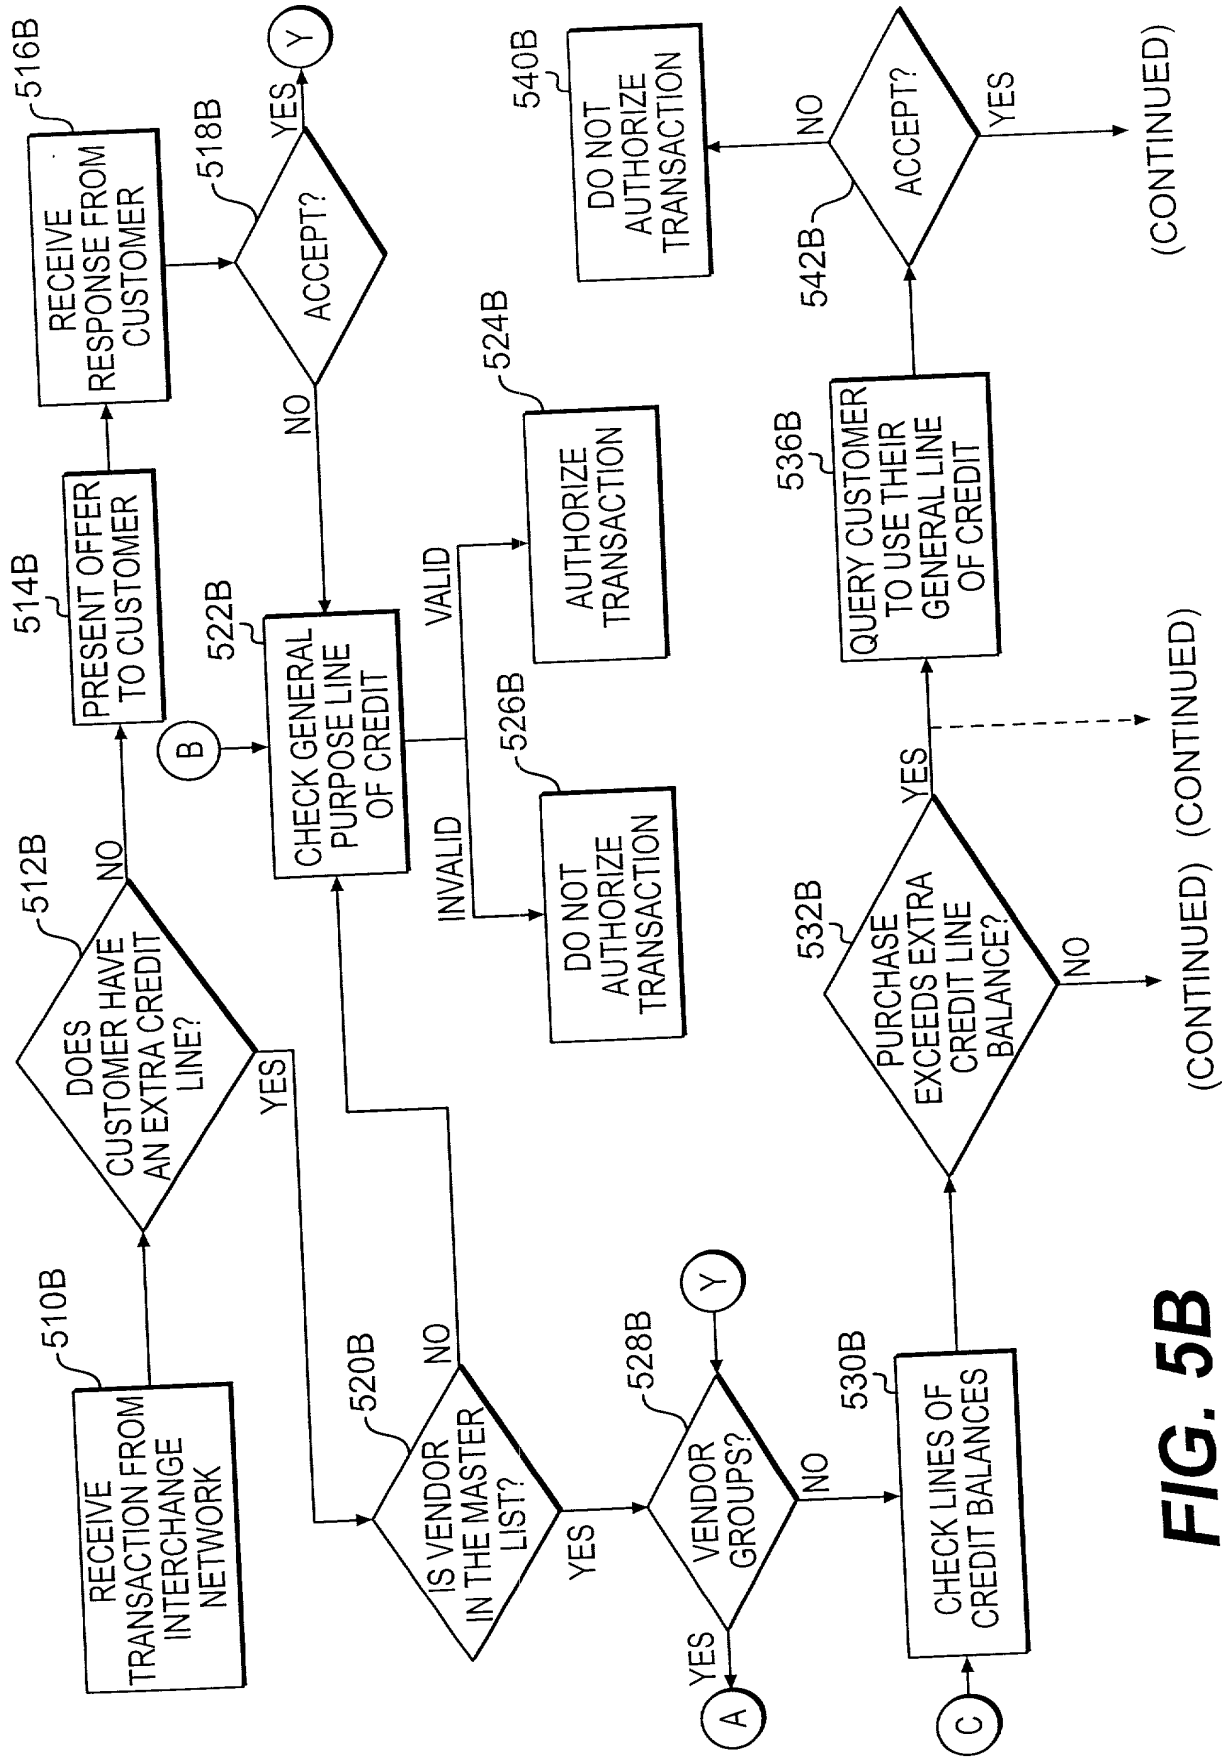 510B
RECEIVE
TRANSACTION FROM
INTERCHANGE
NETWORK
512B
DOES
CUSTOMER HAVE
AN EXTRA CREDIT
LINE?
NO
YES
514B
PRESENT OFFER
TO CUSTOMER
516B
RECEIVE
RESPONSE FROM
CUSTOMER
518B
ACCEPT?
YES
Y
NO
B
522B
CHECK GENERAL
PURPOSE LINE
OF CREDIT
INVALID
VALID
526B
DO NOT
AUTHORIZE
TRANSACTION
524B
AUTHORIZE
TRANSACTION
520B
IS VENDOR
IN THE MASTER
LIST?
NO
YES
528B
VENDOR
GROUPS?
Y
YES
A
NO
C
530B
CHECK LINES OF
CREDIT BALANCES
532B
PURCHASE
EXCEEDS EXTRA
CREDIT LINE
BALANCE?
YES
NO
536B
QUERY CUSTOMER
TO USE THEIR
GENERAL LINE
OF CREDIT
542B
ACCEPT?
NO
YES
540B
DO NOT
AUTHORIZE
TRANSACTION
(CONTINUED)
(CONTINUED)
(CONTINUED)
FIG. 5B